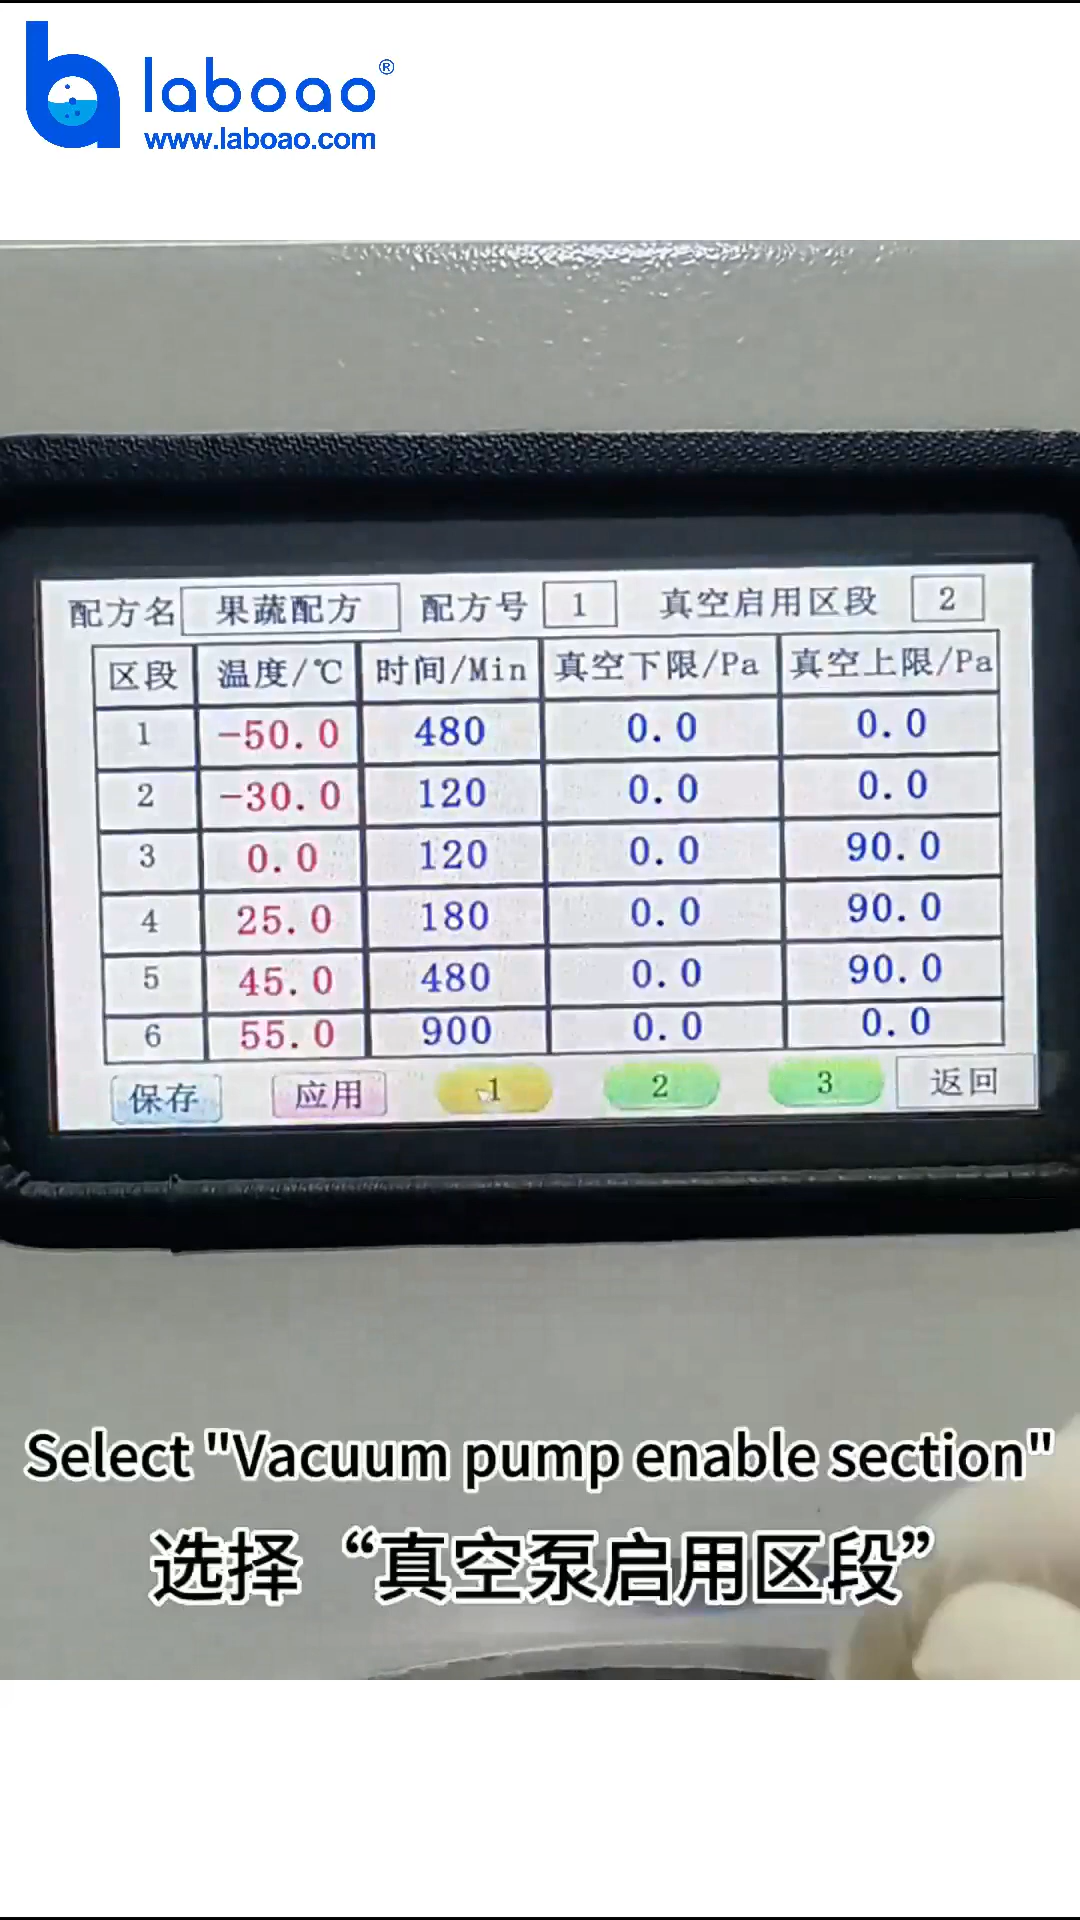 laboao®
www.laboao.com
配方名 果蔬配方 配方号 1 真空启用区段 2
区段 温度/℃ 时间/Min 真空下限/Pa 真空上限/Pa
1 -50.0 480 0.0 0.0
2 -30.0 120 0.0 0.0
3 0.0 120 0.0 90.0
4 25.0 180 0.0 90.0
5 45.0 480 0.0 90.0
6 55.0 900 0.0 0.0
保存 应用 1 2 3 返回
Select "Vacuum pump enable section"
选择“真空泵启用区段”